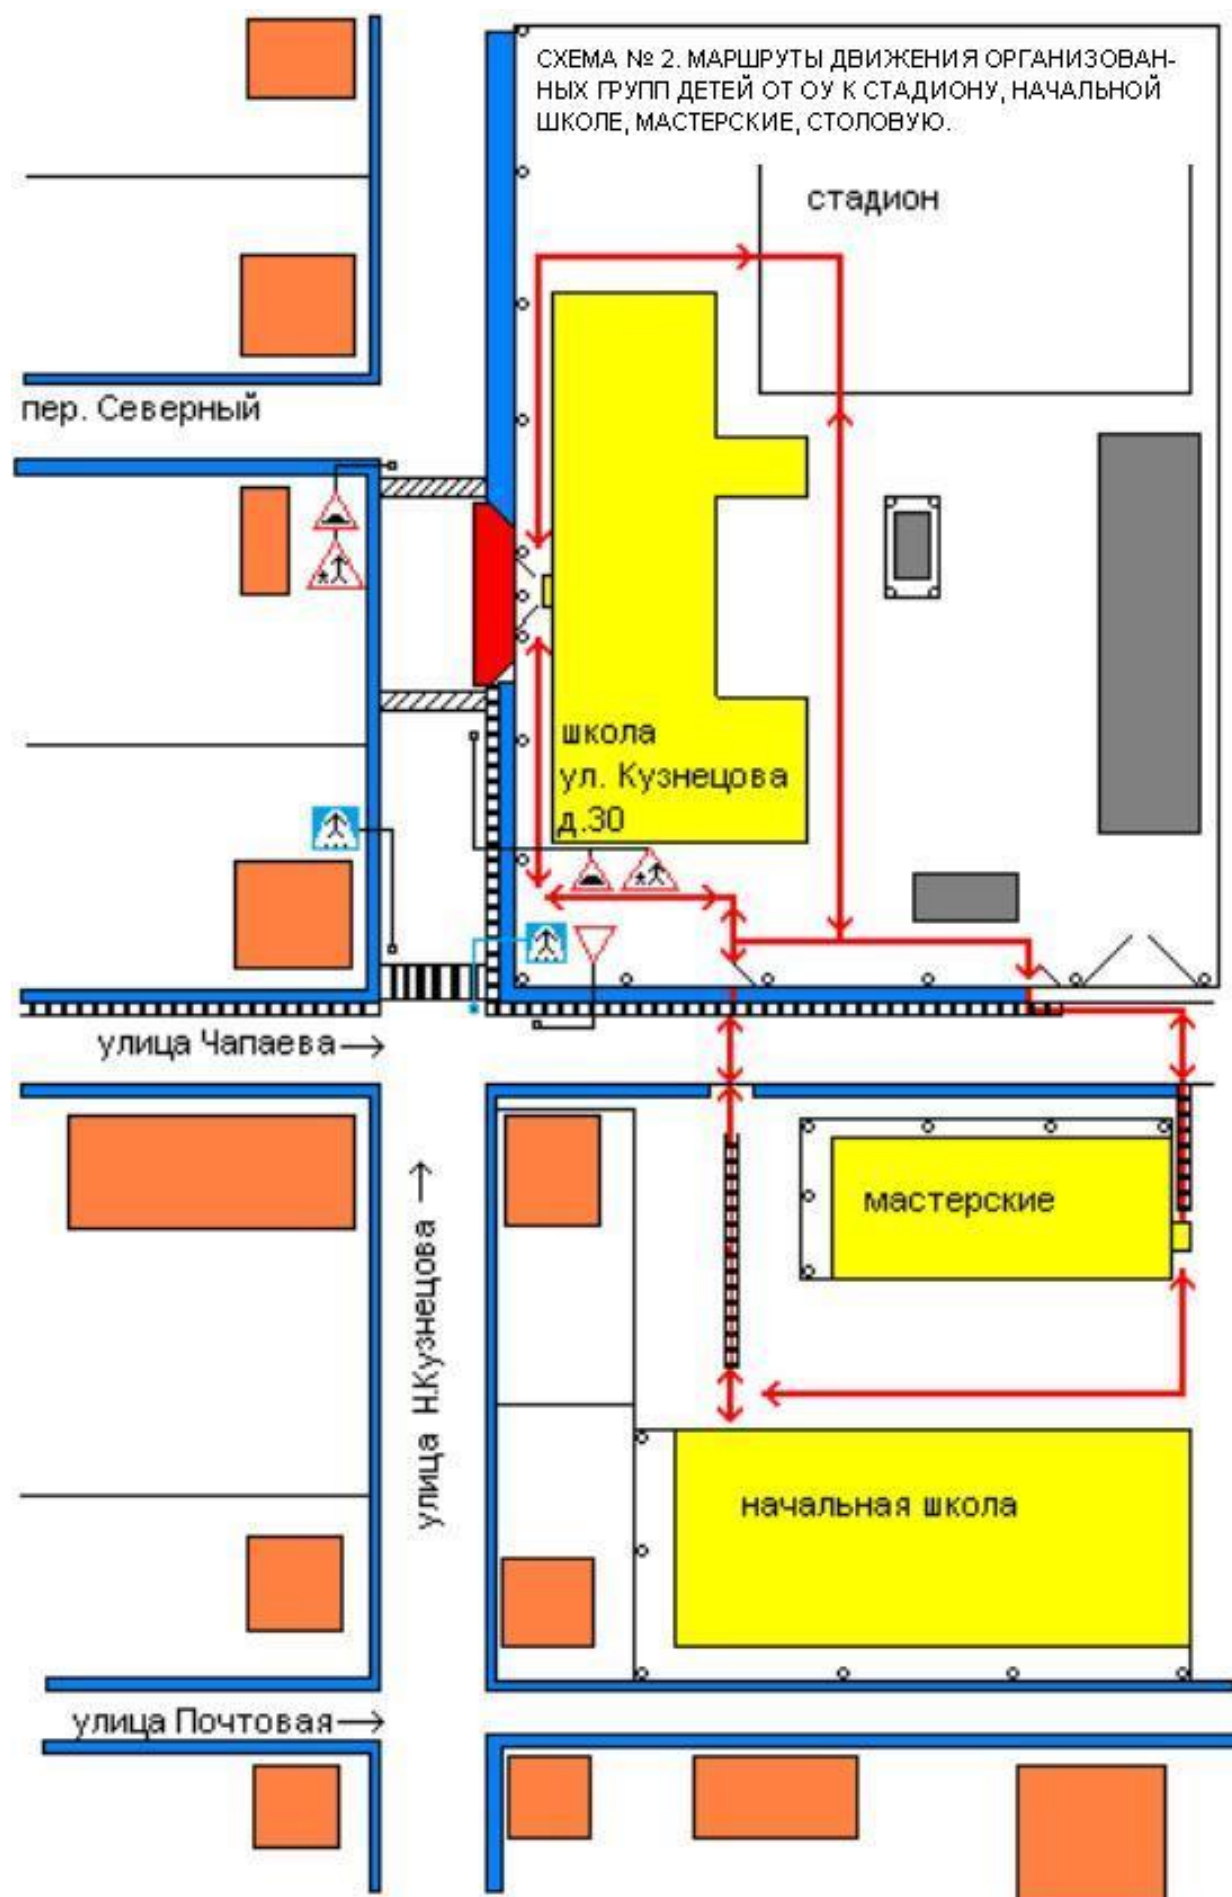 СХЕМА № 2. МАРШРУТЫ ДВИЖЕНИЯ ОРГАНИЗОВАН-
НЫХ ГРУПП ДЕТЕЙ ОТ ОУ К СТАДИОНУ, НАЧАЛЬНОЙ
ШКОЛЕ, МАСТЕРСКИЕ, СТОЛОВУЮ.
стадион
пер. Северный
школа
ул. Кузнецова
д.30
улица Чапаева
мастерские
улица Н.Кузнецова
начальная школа
улица Почтовая